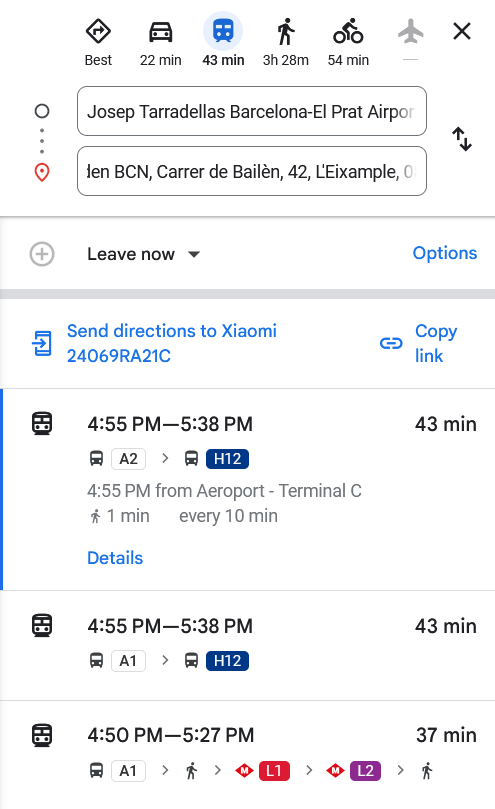 Best
22 min
43 min
3h 28m
54 min
—
Josep Tarradellas Barcelona-El Prat Airpor
den BCN, Carrer de Bailèn, 42, L'Eixample, 0
Leave now
Options
Send directions to Xiaomi
24069RA21C
Copy
link
4:55 PM—5:38 PM
43 min
A2 > H12
4:55 PM from Aeroport - Terminal C
1 min every 10 min
Details
4:55 PM—5:38 PM
43 min
A1 > H12
4:50 PM—5:27 PM
37 min
A1 > > M L1 > M L2 >